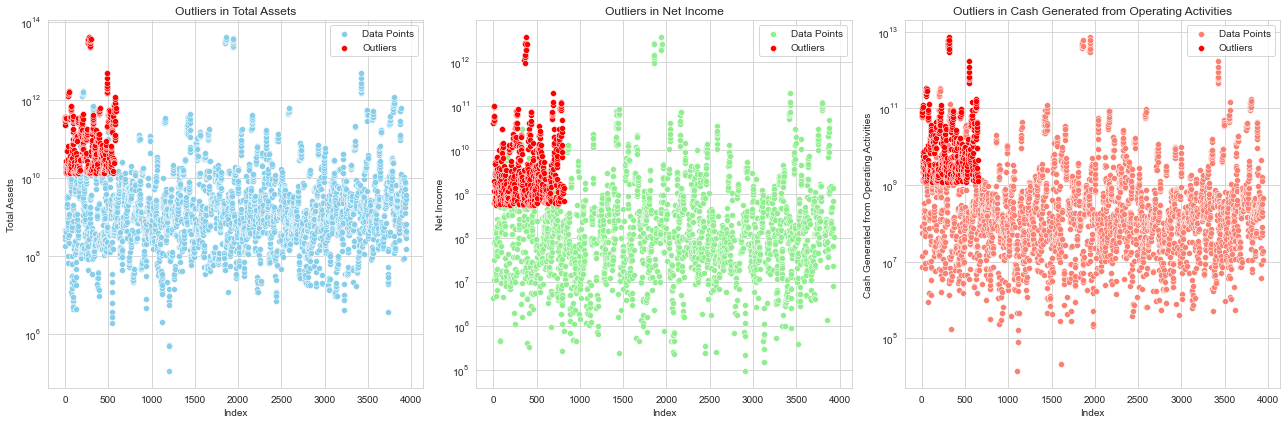 Outliers in Total Assets
Data Points
Outliers
10^14
10^12
10^10
10^8
10^6
Total Assets
0 500 1000 1500 2000 2500 3000 3500 4000
Index
Outliers in Net Income
Data Points
Outliers
10^12
10^11
10^10
10^9
10^8
10^7
10^6
10^5
Net Income
0 500 1000 1500 2000 2500 3000 3500 4000
Index
Outliers in Cash Generated from Operating Activities
Data Points
Outliers
10^13
10^11
10^9
10^7
10^5
Cash Generated from Operating Activities
0 500 1000 1500 2000 2500 3000 3500 4000
Index